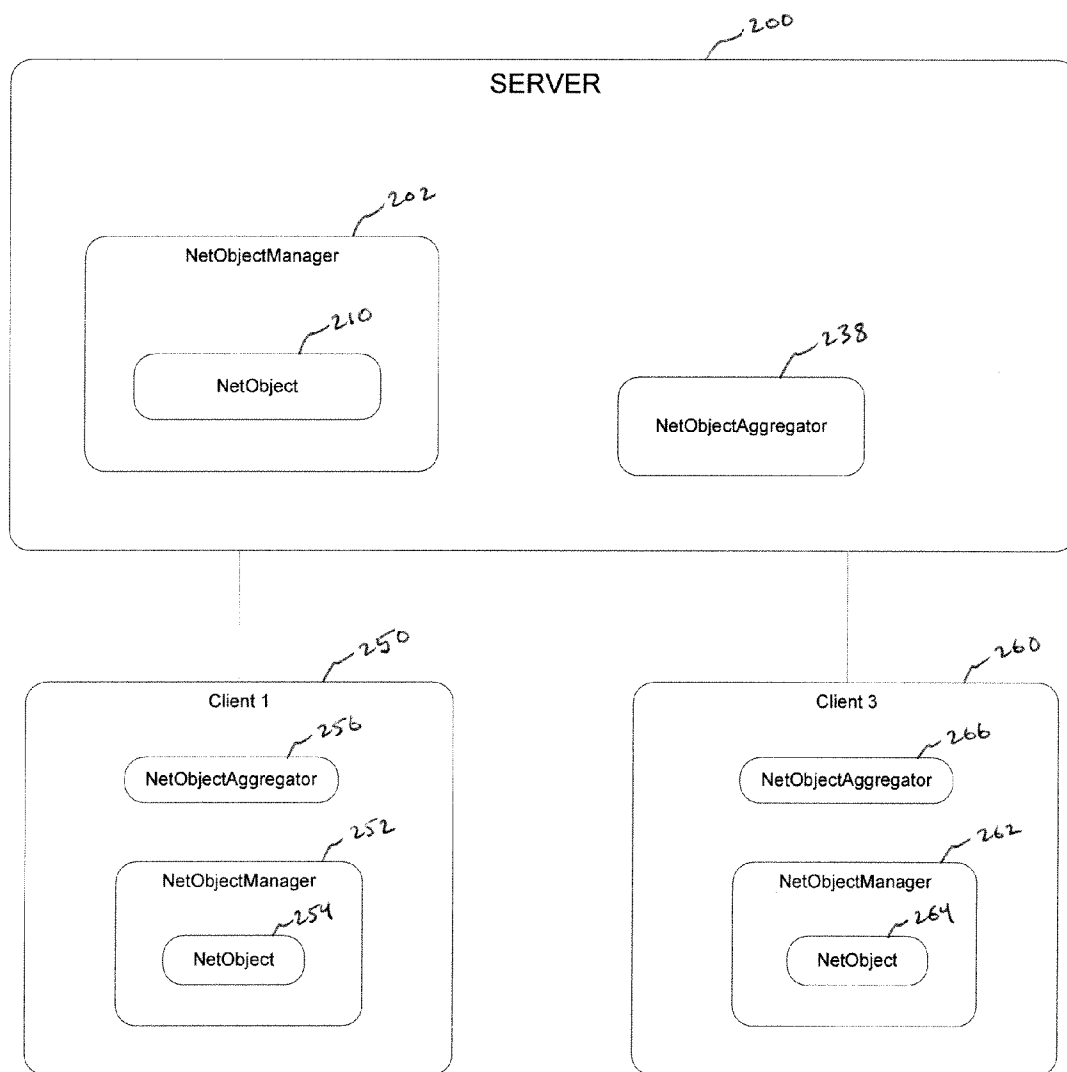 200
SERVER
202
NetObjectManager
210
NetObject
238
NetObjectAggregator
250
Client 1
256
NetObjectAggregator
252
NetObjectManager
254
NetObject
260
Client 3
266
NetObjectAggregator
262
NetObjectManager
264
NetObject